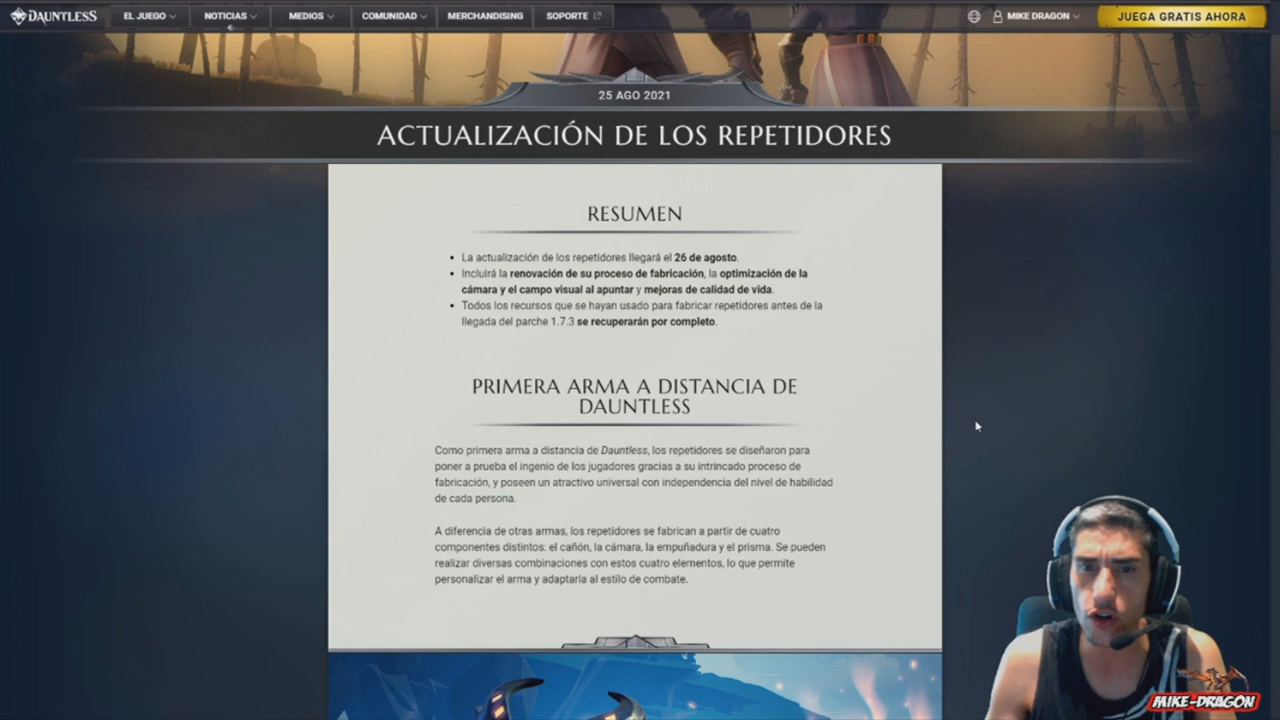 DAUNTLESS EL JUEGO NOTICIAS MEDIOS COMUNIDAD MERCHANDISING SOPORTE MIKE DRAGON JUEGA GRATIS AHORA
25 AGO 2021
ACTUALIZACIÓN DE LOS REPETIDORES
RESUMEN
▪ La actualización de los repetidores llegará el 26 de agosto.
▪ Incluirá la renovación de su proceso de fabricación, la optimización de la
cámara y el campo visual al apuntar y mejoras de calidad de vida.
▪ Todos los recursos que se hayan usado para fabricar repetidores antes de la
llegada del parche 1.7.3 se recuperarán por completo.
PRIMERA ARMA A DISTANCIA DE
DAUNTLESS
Como primera arma a distancia de Dauntless, los repetidores se diseñaron para
poner a prueba el ingenio de los jugadores gracias a su intrincado proceso de
fabricación, y poseen un atractivo universal con independencia del nivel de habilidad
de cada persona.
A diferencia de otras armas, los repetidores se fabrican a partir de cuatro
componentes distintos: el cañón, la cámara, la empuñadura y el prisma. Se pueden
realizar diversas combinaciones con estos cuatro elementos, lo que permite
personalizar el arma y adaptarla al estilo de combate.
MIKE-DRAGON